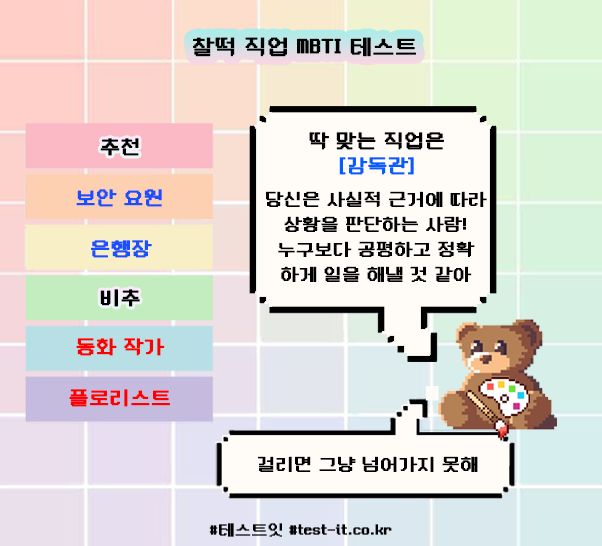 찰떡 직업 MBTI 테스트
추천
보안 요원
은행장
비추
동화 작가
플로리스트
딱 맞는 직업은
[감독관]
당신은 사실적 근거에 따라
상황을 판단하는 사람!
누구보다 공평하고 정확
하게 일을 해낼 것 같아
걸리면 그냥 넘어가지 못해
#테스트잇 #test-it.co.kr